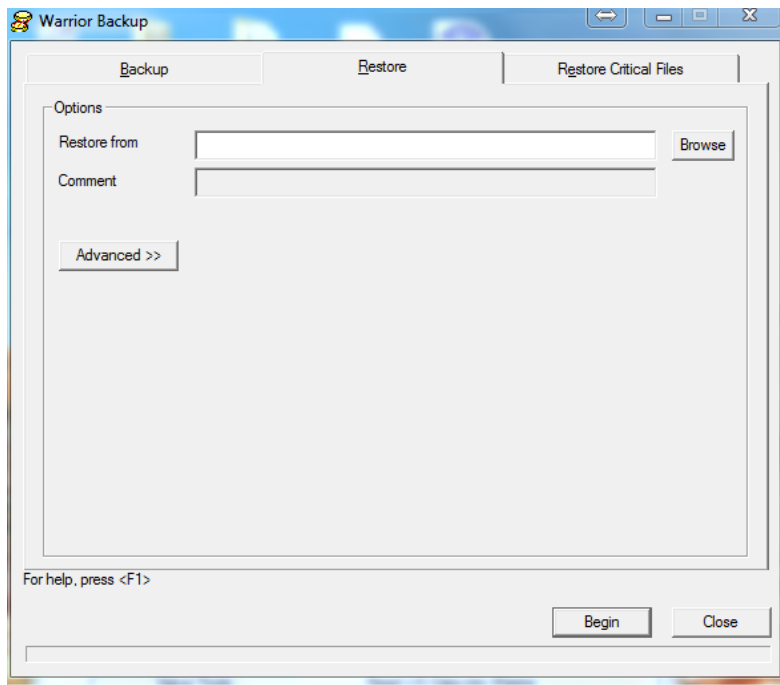 Warrior Backup
Backup
Restore
Restore Critical Files
Options
Restore from
Browse
Comment
Advanced >>
For help, press <F1>
Begin
Close